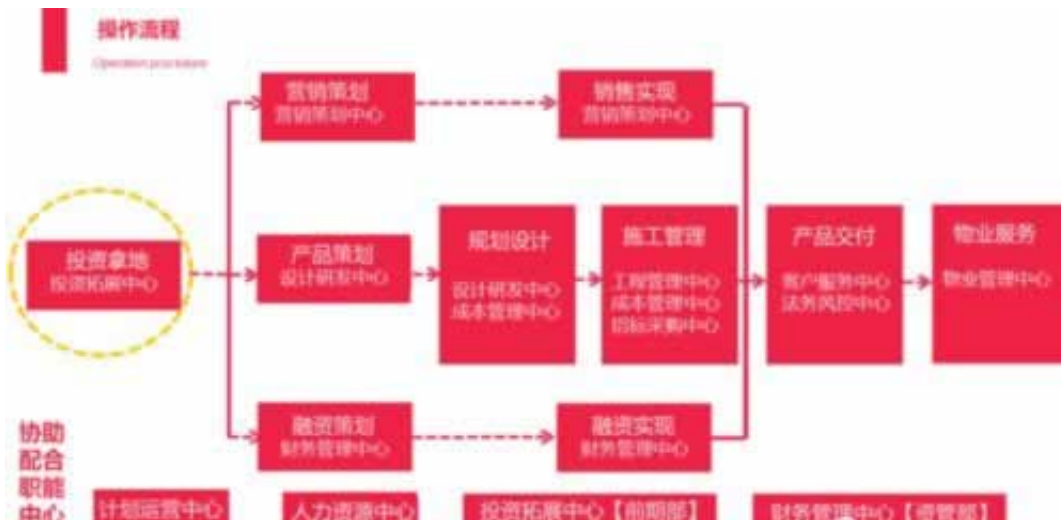 操作流程
Operation procedure
营销策划
营销策划中心
销售实现
营销策划中心
投资拿地
投资拓展中心
产品策划
设计研发中心
规划设计
设计研发中心
成本管理中心
施工管理
工程管理中心
成本管理中心
招标采购中心
产品交付
客户服务中心
法务风控中心
物业服务
物业管理中心
融资策划
财务管理中心
融资实现
财务管理中心
协助
配合
职能
中心
计划运营中心
人力资源中心
投资拓展中心【前期部】
财务管理中心【资管部】